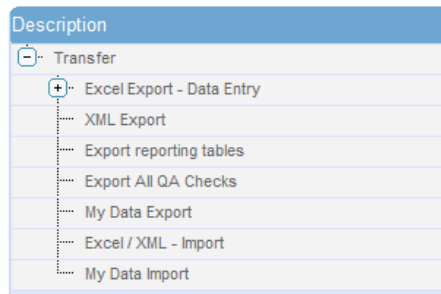 Description
Transfer
Excel Export - Data Entry
XML Export
Export reporting tables
Export All QA Checks
My Data Export
Excel / XML - Import
My Data Import